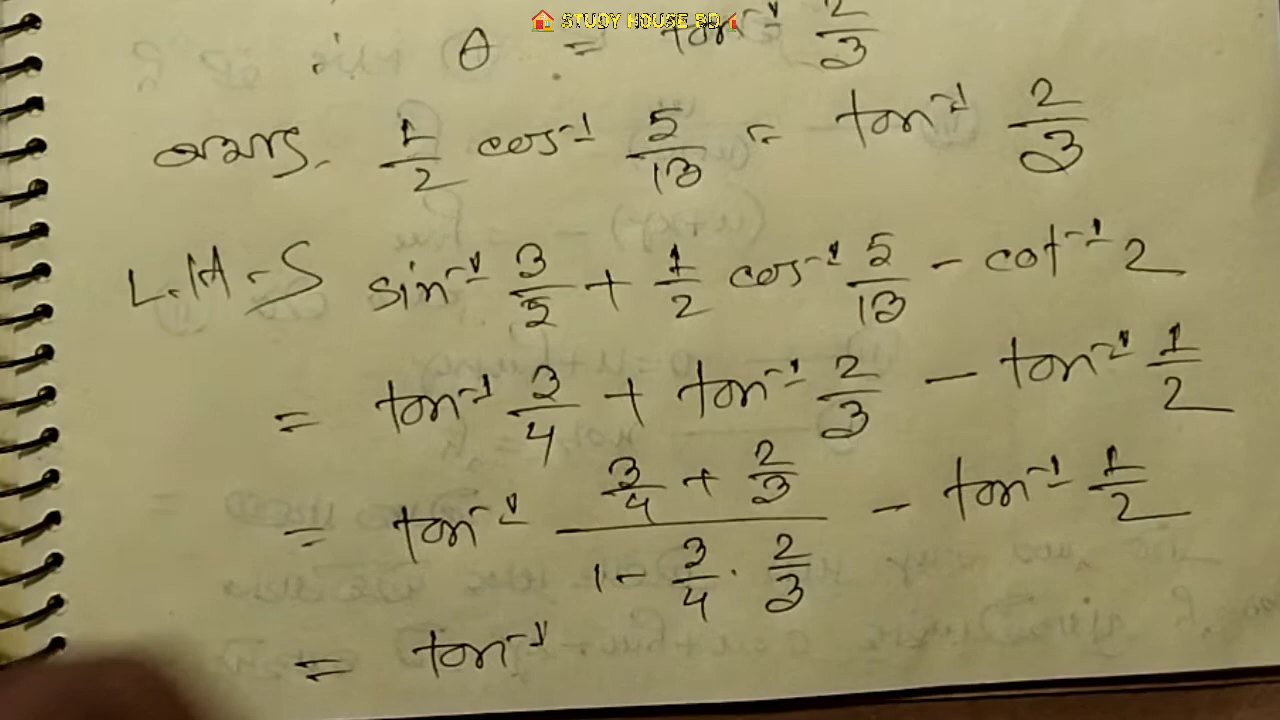 🏠 STUDY HOUSE BD
∴ θ = tan⁻¹ 2/3
1/2 cos⁻¹ 5/13 = tan⁻¹ 2/3
L.H.S sin⁻¹ 3/5 + 1/2 cos⁻¹ 5/13 - cot⁻¹ 2
= tan⁻¹ 3/4 + tan⁻¹ 2/3 - tan⁻¹ 1/2
= tan⁻¹ (3/4 + 2/3)/(1 - 3/4 · 2/3) - tan⁻¹ 1/2
= tan⁻¹